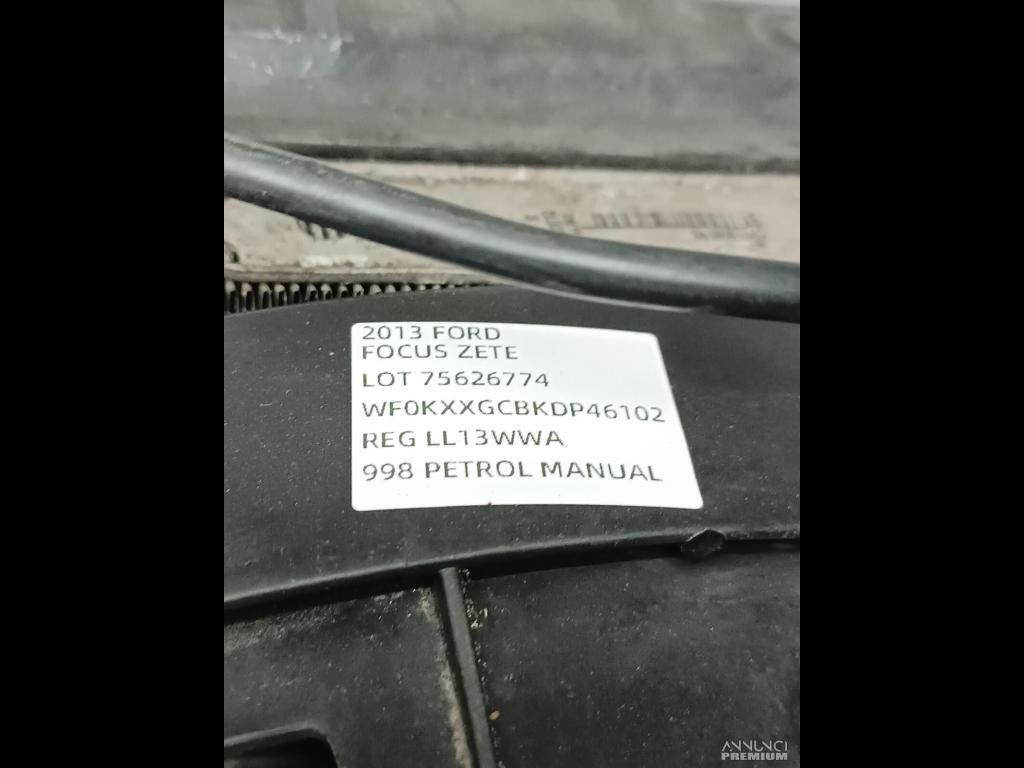 2013 FORD
FOCUS ZETE
LOT 75626774
WF0KXXGCBKDP46102
REG LL13WWA
998 PETROL MANUAL
ANNUNCI
PREMIUM